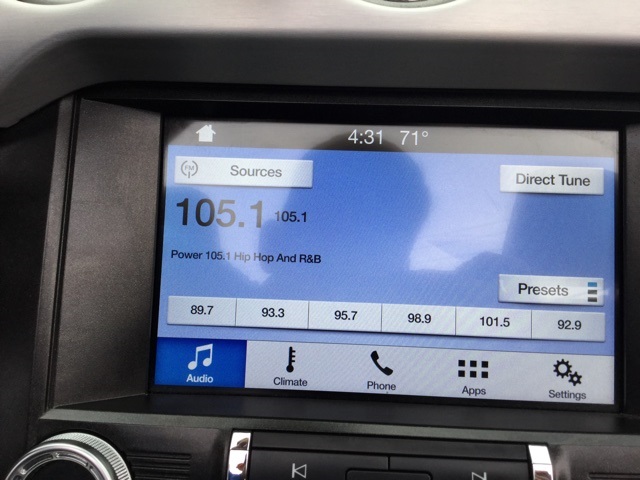 4:31 71°
FM Sources
Direct Tune
105.1 105.1
Power 105.1 Hip Hop And R&B
Presets
89.7 93.3 95.7 98.9 101.5 92.9
Audio Climate Phone Apps Settings